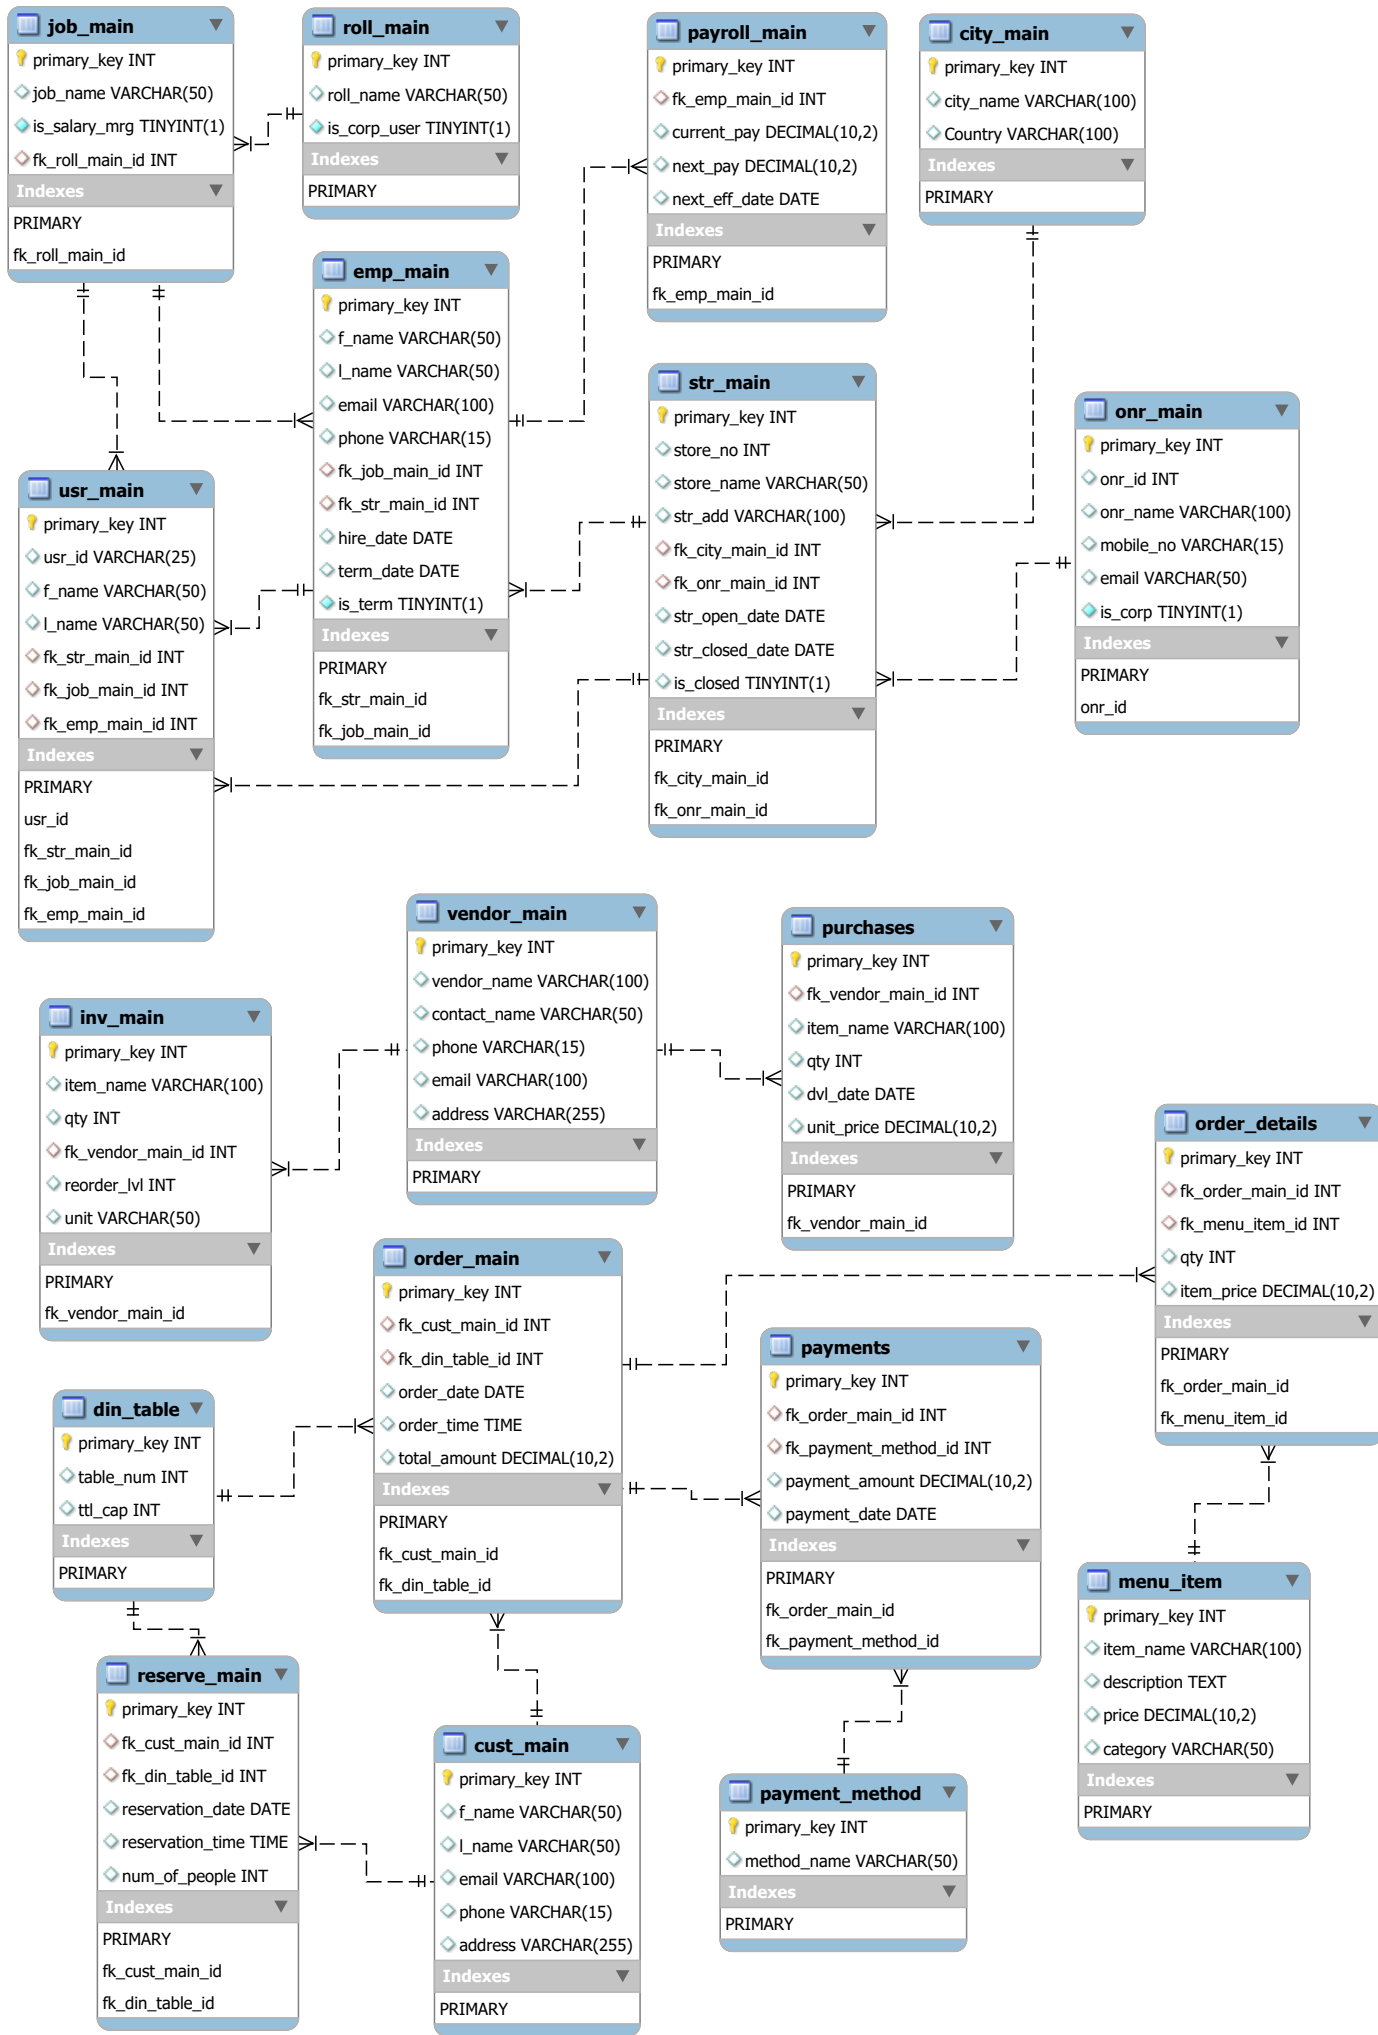 job_main
primary_key INT
job_name VARCHAR(50)
is_salary_mrg TINYINT(1)
fk_roll_main_id INT
Indexes
PRIMARY
fk_roll_main_id
roll_main
primary_key INT
roll_name VARCHAR(50)
is_corp_user TINYINT(1)
Indexes
PRIMARY
payroll_main
primary_key INT
fk_emp_main_id INT
current_pay DECIMAL(10,2)
next_pay DECIMAL(10,2)
next_eff_date DATE
Indexes
PRIMARY
fk_emp_main_id
city_main
primary_key INT
city_name VARCHAR(100)
Country VARCHAR(100)
Indexes
PRIMARY
emp_main
primary_key INT
f_name VARCHAR(50)
l_name VARCHAR(50)
email VARCHAR(100)
phone VARCHAR(15)
fk_job_main_id INT
fk_str_main_id INT
hire_date DATE
term_date DATE
is_term TINYINT(1)
Indexes
PRIMARY
fk_str_main_id
fk_job_main_id
str_main
primary_key INT
store_no INT
store_name VARCHAR(50)
str_add VARCHAR(100)
fk_city_main_id INT
fk_onr_main_id INT
str_open_date DATE
str_closed_date DATE
is_closed TINYINT(1)
Indexes
PRIMARY
fk_city_main_id
fk_onr_main_id
onr_main
primary_key INT
onr_id INT
onr_name VARCHAR(100)
mobile_no VARCHAR(15)
email VARCHAR(50)
is_corp TINYINT(1)
Indexes
PRIMARY
onr_id
usr_main
primary_key INT
usr_id VARCHAR(25)
f_name VARCHAR(50)
l_name VARCHAR(50)
fk_str_main_id INT
fk_job_main_id INT
fk_emp_main_id INT
Indexes
PRIMARY
usr_id
fk_str_main_id
fk_job_main_id
fk_emp_main_id
vendor_main
primary_key INT
vendor_name VARCHAR(100)
contact_name VARCHAR(50)
phone VARCHAR(15)
email VARCHAR(100)
address VARCHAR(255)
Indexes
PRIMARY
purchases
primary_key INT
fk_vendor_main_id INT
item_name VARCHAR(100)
qty INT
dvl_date DATE
unit_price DECIMAL(10,2)
Indexes
PRIMARY
fk_vendor_main_id
inv_main
primary_key INT
item_name VARCHAR(100)
qty INT
fk_vendor_main_id INT
reorder_lvl INT
unit VARCHAR(50)
Indexes
PRIMARY
fk_vendor_main_id
order_details
primary_key INT
fk_order_main_id INT
fk_menu_item_id INT
qty INT
item_price DECIMAL(10,2)
Indexes
PRIMARY
fk_order_main_id
fk_menu_item_id
order_main
primary_key INT
fk_cust_main_id INT
fk_din_table_id INT
order_date DATE
order_time TIME
total_amount DECIMAL(10,2)
Indexes
PRIMARY
fk_cust_main_id
fk_din_table_id
payments
primary_key INT
fk_order_main_id INT
fk_payment_method_id INT
payment_amount DECIMAL(10,2)
payment_date DATE
Indexes
PRIMARY
fk_order_main_id
fk_payment_method_id
din_table
primary_key INT
table_num INT
ttl_cap INT
Indexes
PRIMARY
menu_item
primary_key INT
item_name VARCHAR(100)
description TEXT
price DECIMAL(10,2)
category VARCHAR(50)
Indexes
PRIMARY
reserve_main
primary_key INT
fk_cust_main_id INT
fk_din_table_id INT
reservation_date DATE
reservation_time TIME
num_of_people INT
Indexes
PRIMARY
fk_cust_main_id
fk_din_table_id
cust_main
primary_key INT
f_name VARCHAR(50)
l_name VARCHAR(50)
email VARCHAR(100)
phone VARCHAR(15)
address VARCHAR(255)
Indexes
PRIMARY
payment_method
primary_key INT
method_name VARCHAR(50)
Indexes
PRIMARY